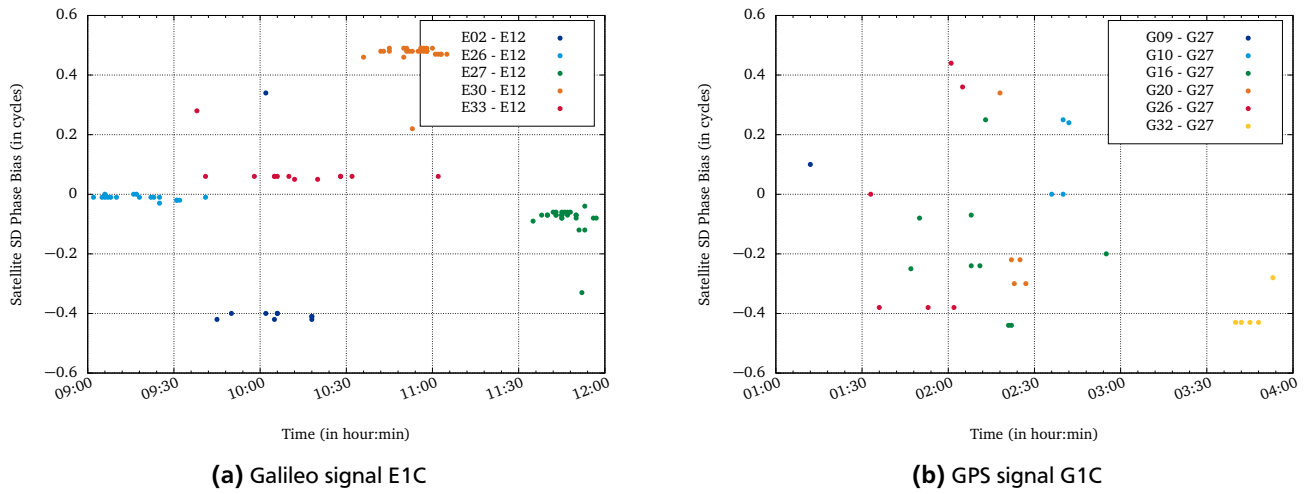 0.6
0.4
0.2
0
−0.2
−0.4
−0.6
Satellite SD Phase Bias (in cycles)
09:00
09:30
10:00
10:30
11:00
11:30
12:00
Time (in hour:min)
E02 - E12
E26 - E12
E27 - E12
E30 - E12
E33 - E12
(a) Galileo signal E1C
0.6
0.4
0.2
0
−0.2
−0.4
−0.6
Satellite SD Phase Bias (in cycles)
01:00
01:30
02:00
02:30
03:00
03:30
04:00
Time (in hour:min)
G09 - G27
G10 - G27
G16 - G27
G20 - G27
G26 - G27
G32 - G27
(b) GPS signal G1C